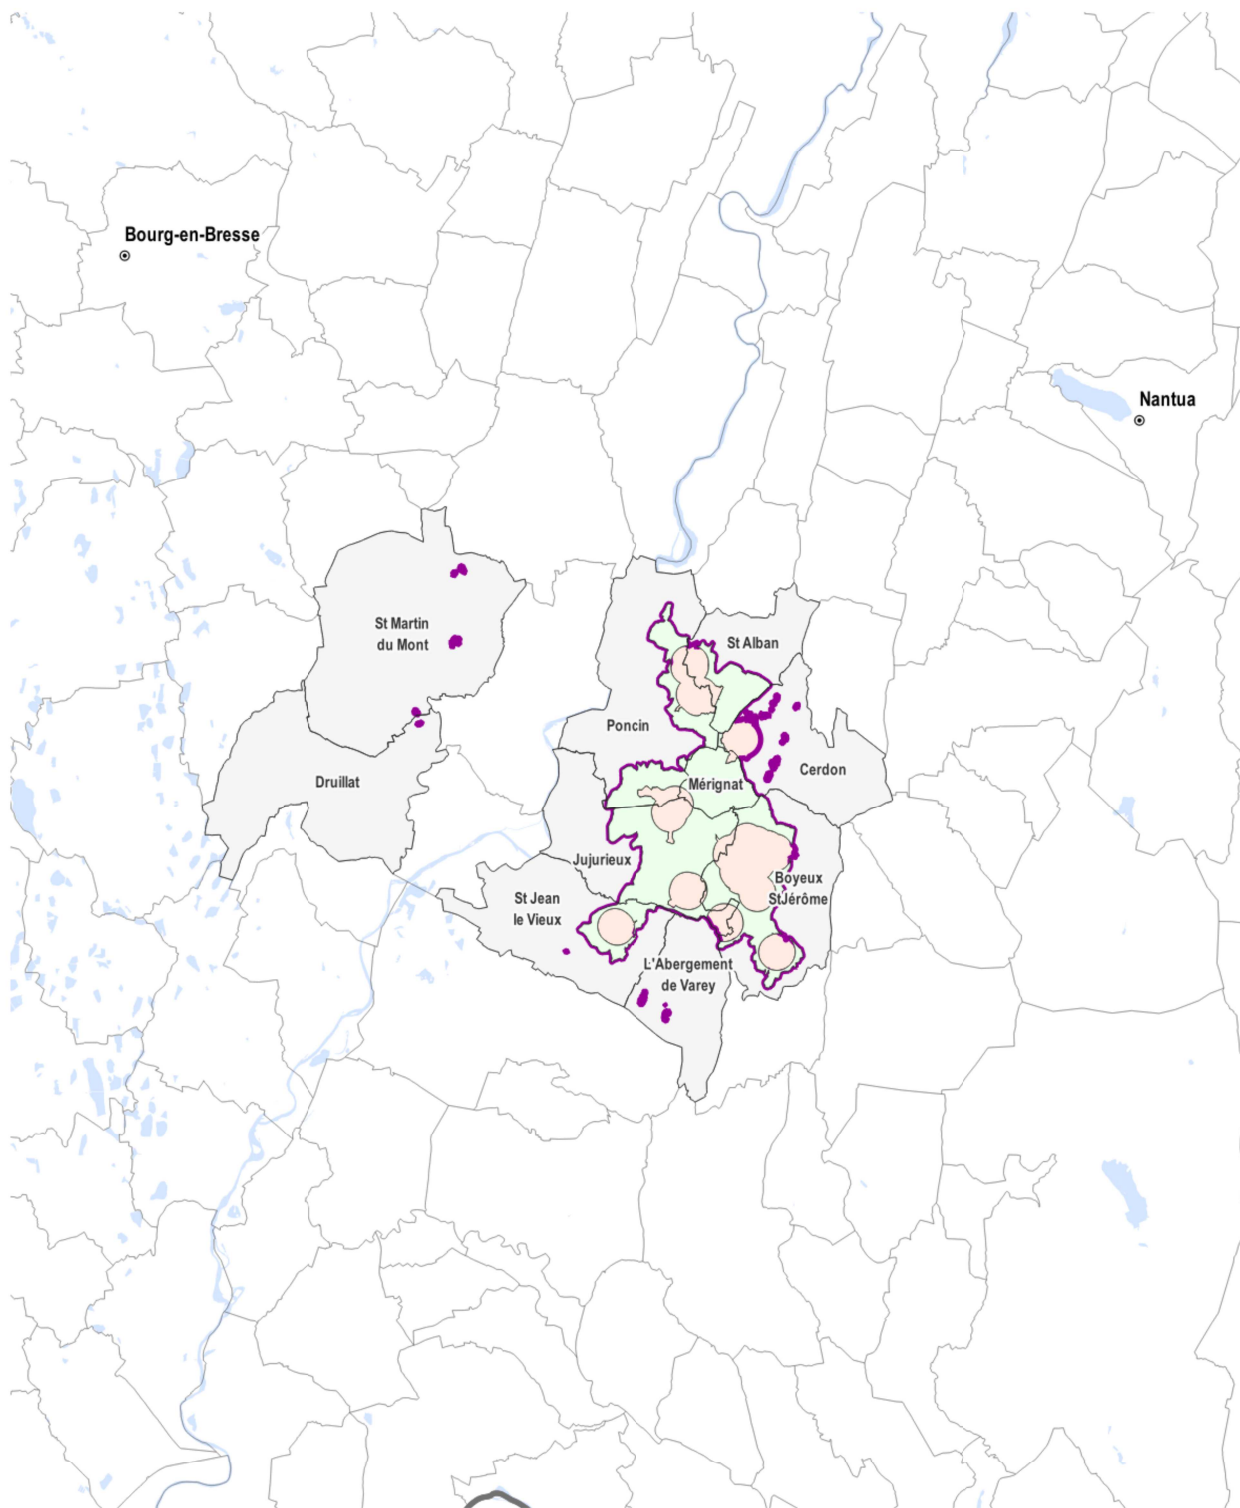 Bourg-en-Bresse
Nantua
St Martin
du Mont
St Alban
Poncin
Cerdon
Druillat
Mérignat
Jujurieux
Boyeux
StJérôme
St Jean
le Vieux
L'Abergement
de Varey